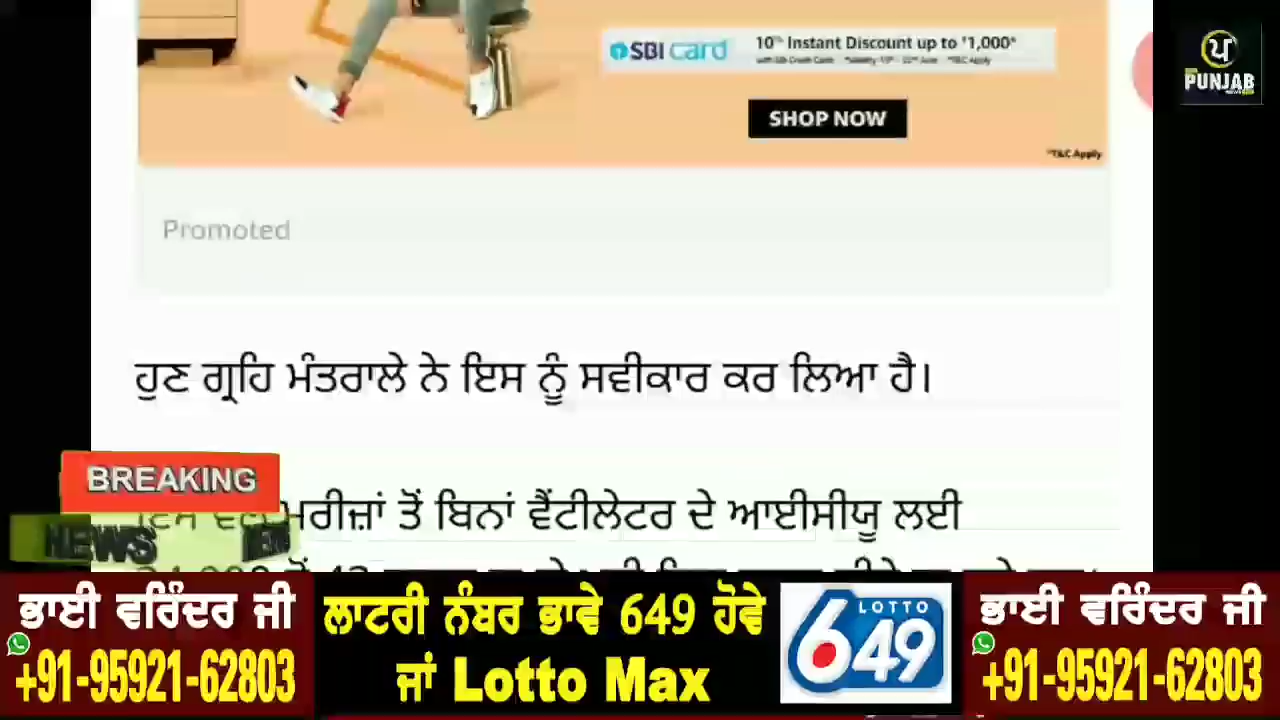 SBI card
10% Instant Discount up to ₹1,000*
*T&C Apply
SHOP NOW
*T&C Apply
ਪ
PUNJAB
Promoted
ਹੁਣ ਗ੍ਰਹਿ ਮੰਤਰਾਲੇ ਨੇ ਇਸ ਨੂੰ ਸਵੀਕਾਰ ਕਰ ਲਿਆ ਹੈ।
BREAKING
NEWS
ਮਰੀਜ਼ਾਂ ਤੋਂ ਬਿਨਾਂ ਵੈਂਟੀਲੇਟਰ ਦੇ ਆਈਸੀਯੂ ਲਈ
ਭਾਈ ਵਰਿੰਦਰ ਜੀ
+91-95921-62803
ਲਾਟਰੀ ਨੰਬਰ ਭਾਵੇ 649 ਹੋਵੇ
ਜਾਂ Lotto Max
LOTTO
649
ਭਾਈ ਵਰਿੰਦਰ ਜੀ
+91-95921-62803